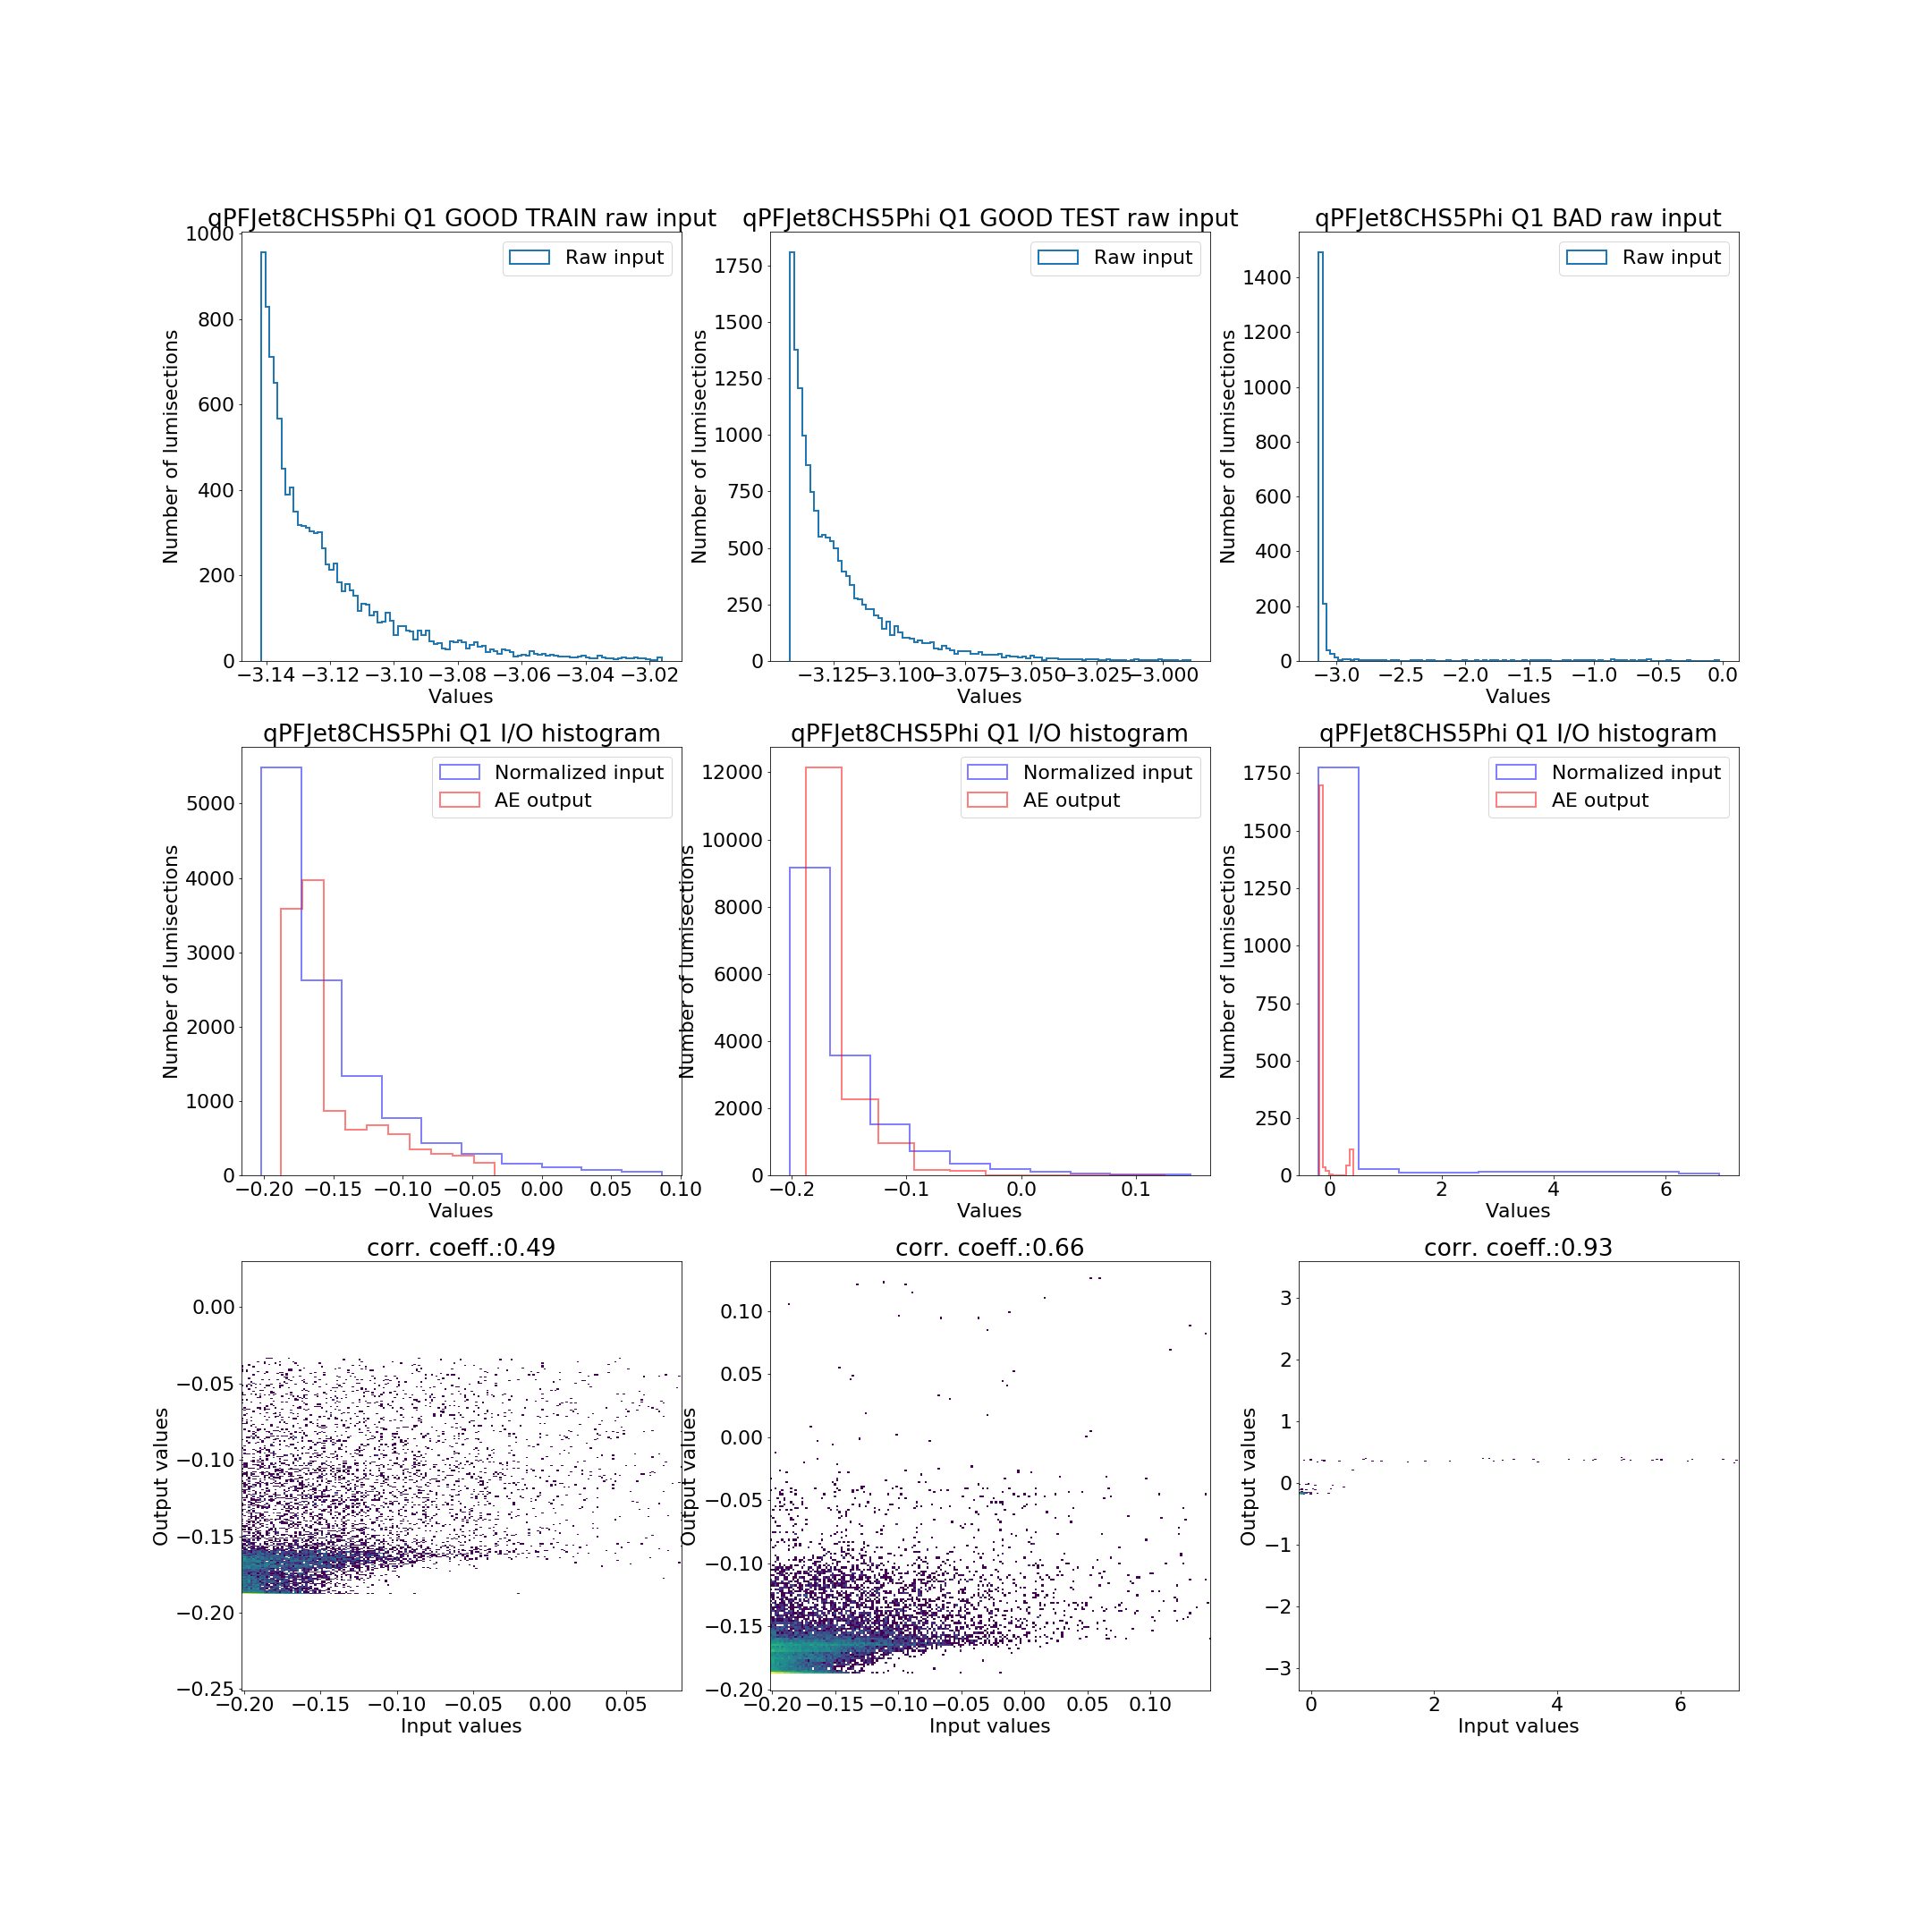 qPFJet8CHS5Phi Q1 GOOD TRAIN raw input
Raw input
Number of lumisections
1000
800
600
400
200
0
−3.14 −3.12 −3.10 −3.08 −3.06 −3.04 −3.02
Values
qPFJet8CHS5Phi Q1 GOOD TEST raw input
Raw input
Number of lumisections
1750
1500
1250
1000
750
500
250
0
−3.125 −3.100 −3.075 −3.050 −3.025 −3.000
Values
qPFJet8CHS5Phi Q1 BAD raw input
Raw input
Number of lumisections
1400
1200
1000
800
600
400
200
0
−3.0 −2.5 −2.0 −1.5 −1.0 −0.5 0.0
Values
qPFJet8CHS5Phi Q1 I/O histogram
Normalized input
AE output
Number of lumisections
5000
4000
3000
2000
1000
0
−0.20 −0.15 −0.10 −0.05 0.00 0.05 0.10
Values
qPFJet8CHS5Phi Q1 I/O histogram
Normalized input
AE output
Number of lumisections
12000
10000
8000
6000
4000
2000
0
−0.2 −0.1 0.0 0.1
Values
qPFJet8CHS5Phi Q1 I/O histogram
Normalized input
AE output
Number of lumisections
1750
1500
1250
1000
750
500
250
0
0 2 4 6
Values
corr. coeff.:0.49
Output values
0.00
−0.05
−0.10
−0.15
−0.20
−0.25
−0.20 −0.15 −0.10 −0.05 0.00 0.05
Input values
corr. coeff.:0.66
Output values
0.10
0.05
0.00
−0.05
−0.10
−0.15
−0.20
−0.20 −0.15 −0.10 −0.05 0.00 0.05 0.10
Input values
corr. coeff.:0.93
Output values
3
2
1
0
−1
−2
−3
0 2 4 6
Input values